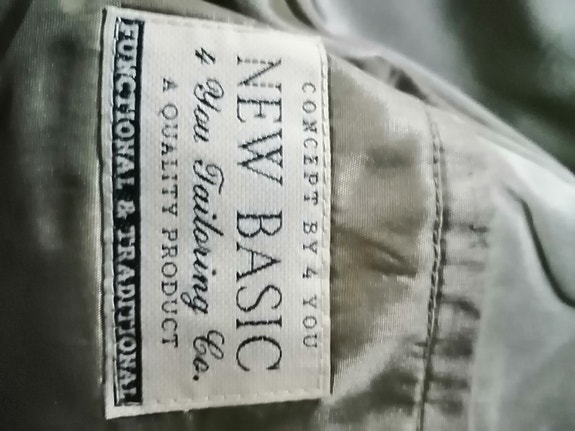 CONCEPT BY 4 YOU
NEW BASIC
4 You Tailoring Co.
A QUALITY PRODUCT
FUNCTIONAL & TRADITIONAL